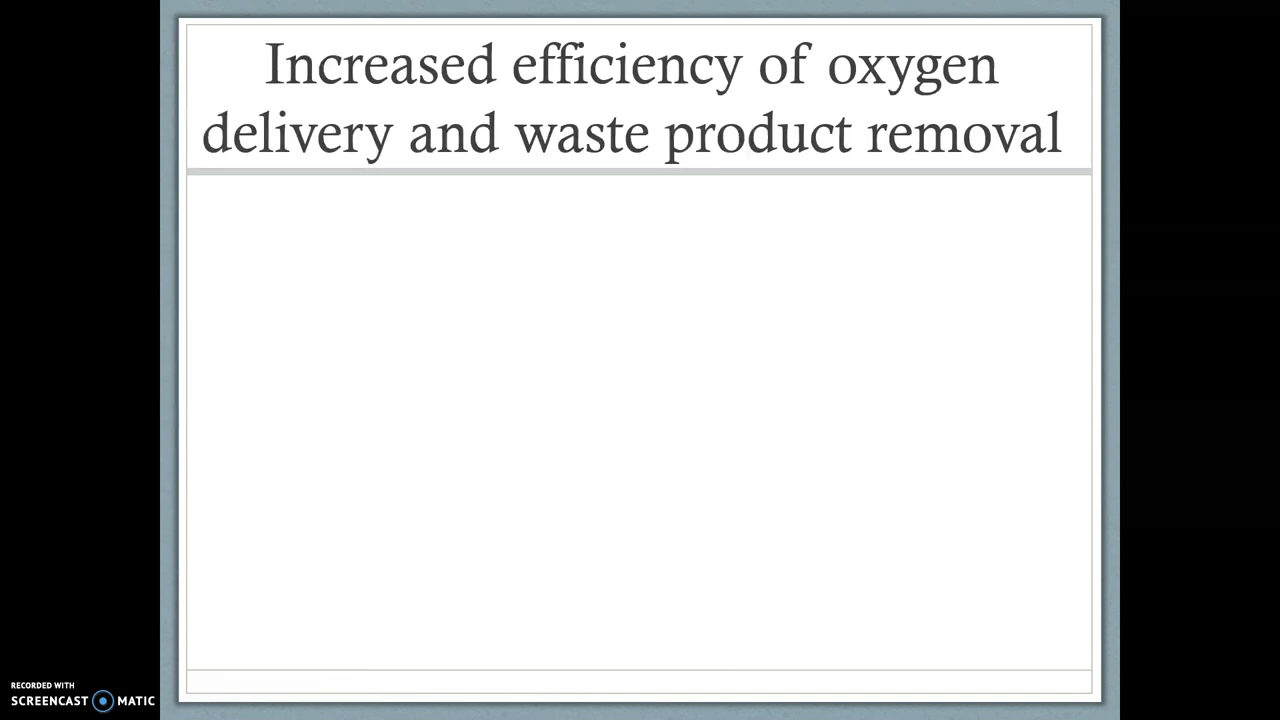 Increased efficiency of oxygen
delivery and waste product removal
RECORDED WITH
SCREENCAST MATIC